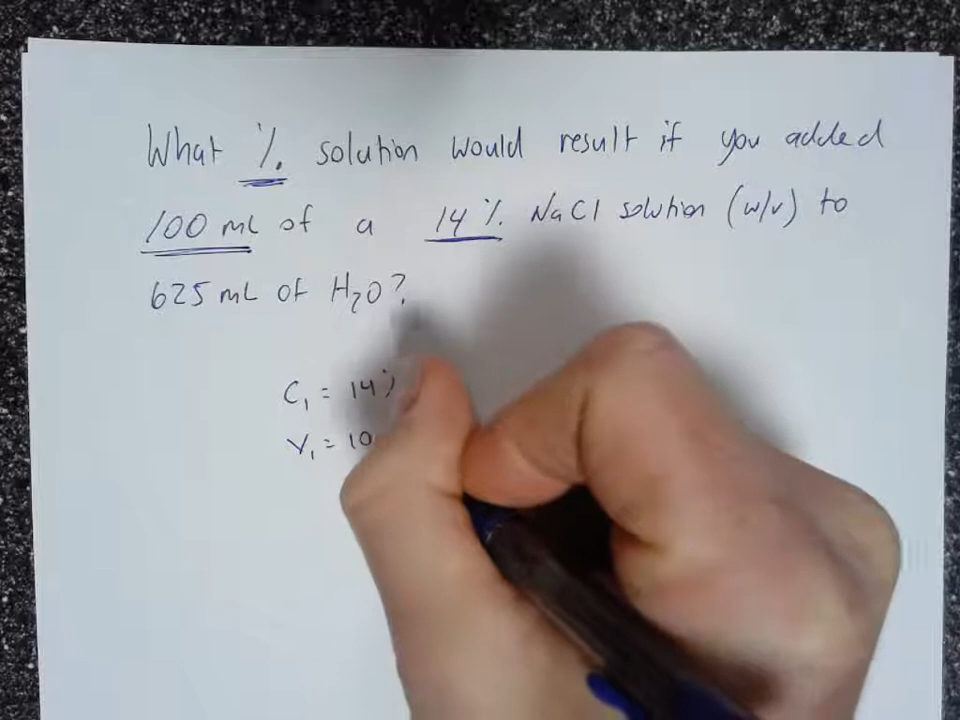 What % solution would result if you added
100 mL of a 14% NaCl solution (w/v) to
625 mL of H₂O?
C₁ = 14%
V₁ = 10